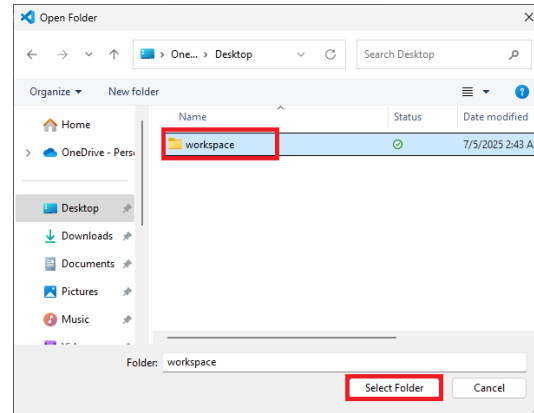 Open Folder
One... > Desktop
Search Desktop
Organize
New folder
Name
Status
Date modified
Home
workspace
7/5/2025 2:43 A
OneDrive - Pers
Desktop
Downloads
Documents
Pictures
Music
Folder: workspace
Select Folder
Cancel